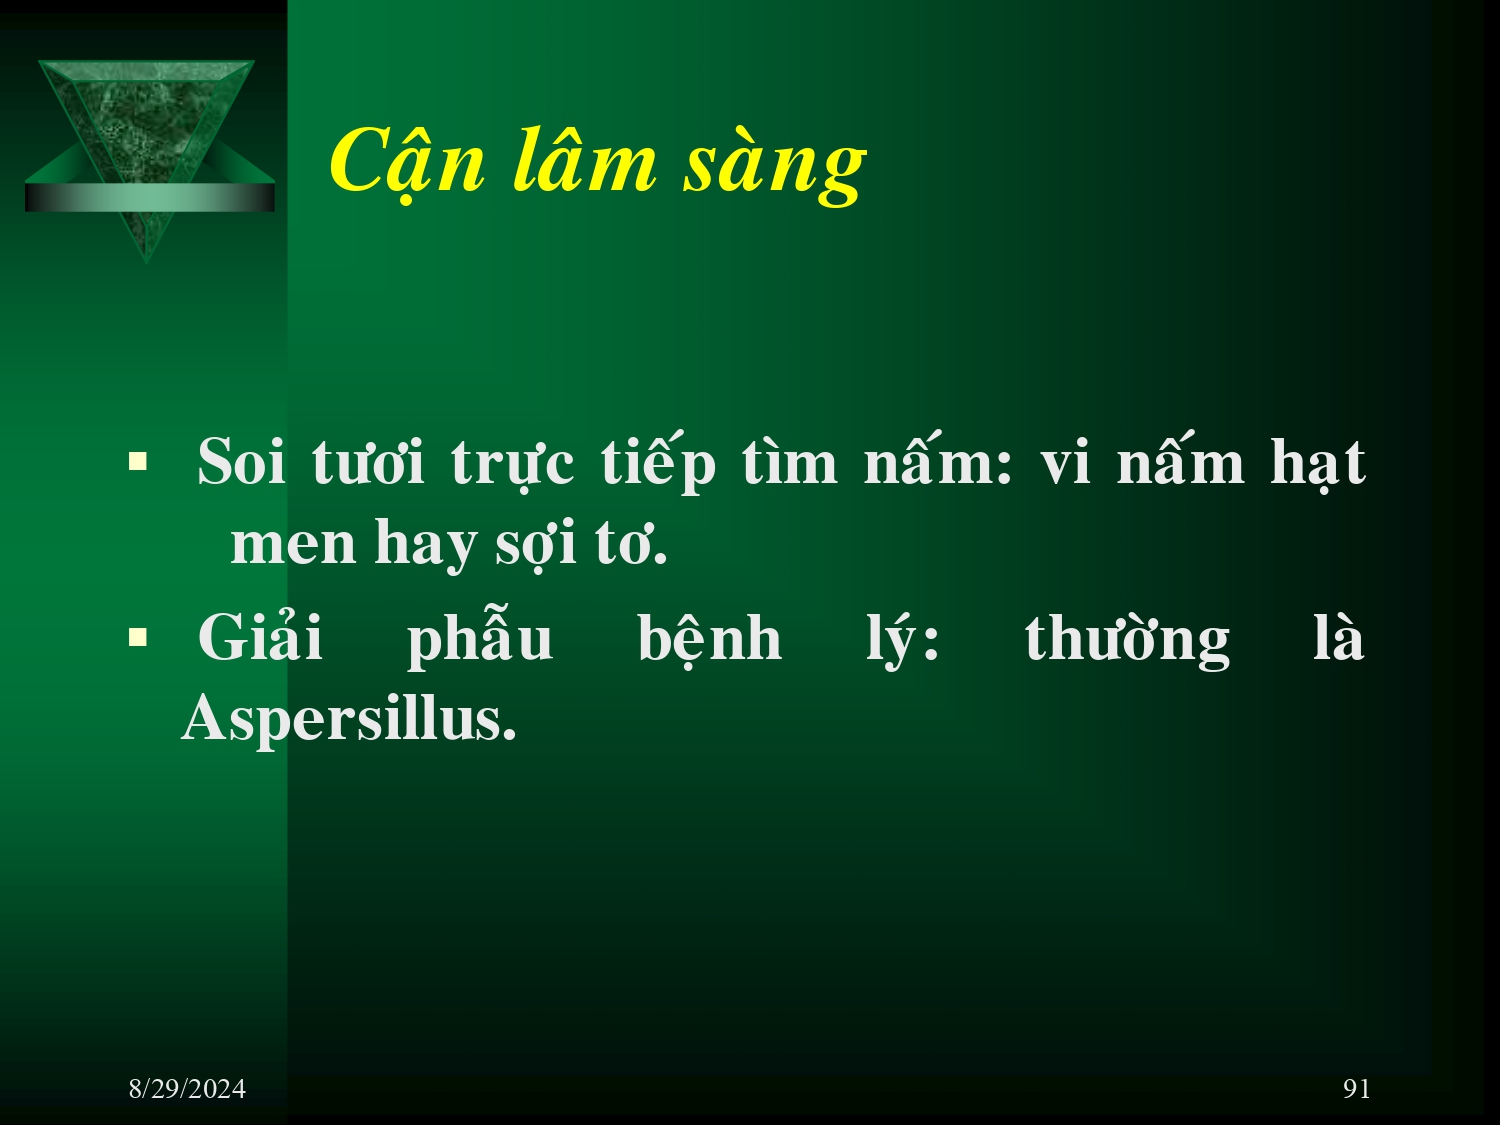 Cận lâm sàng
▪ Soi tươi trực tiếp tìm nấm: vi nấm hạt
men hay sợi tơ.
▪ Giải phẫu bệnh lý: thường là
Aspersillus.
8/29/2024
91